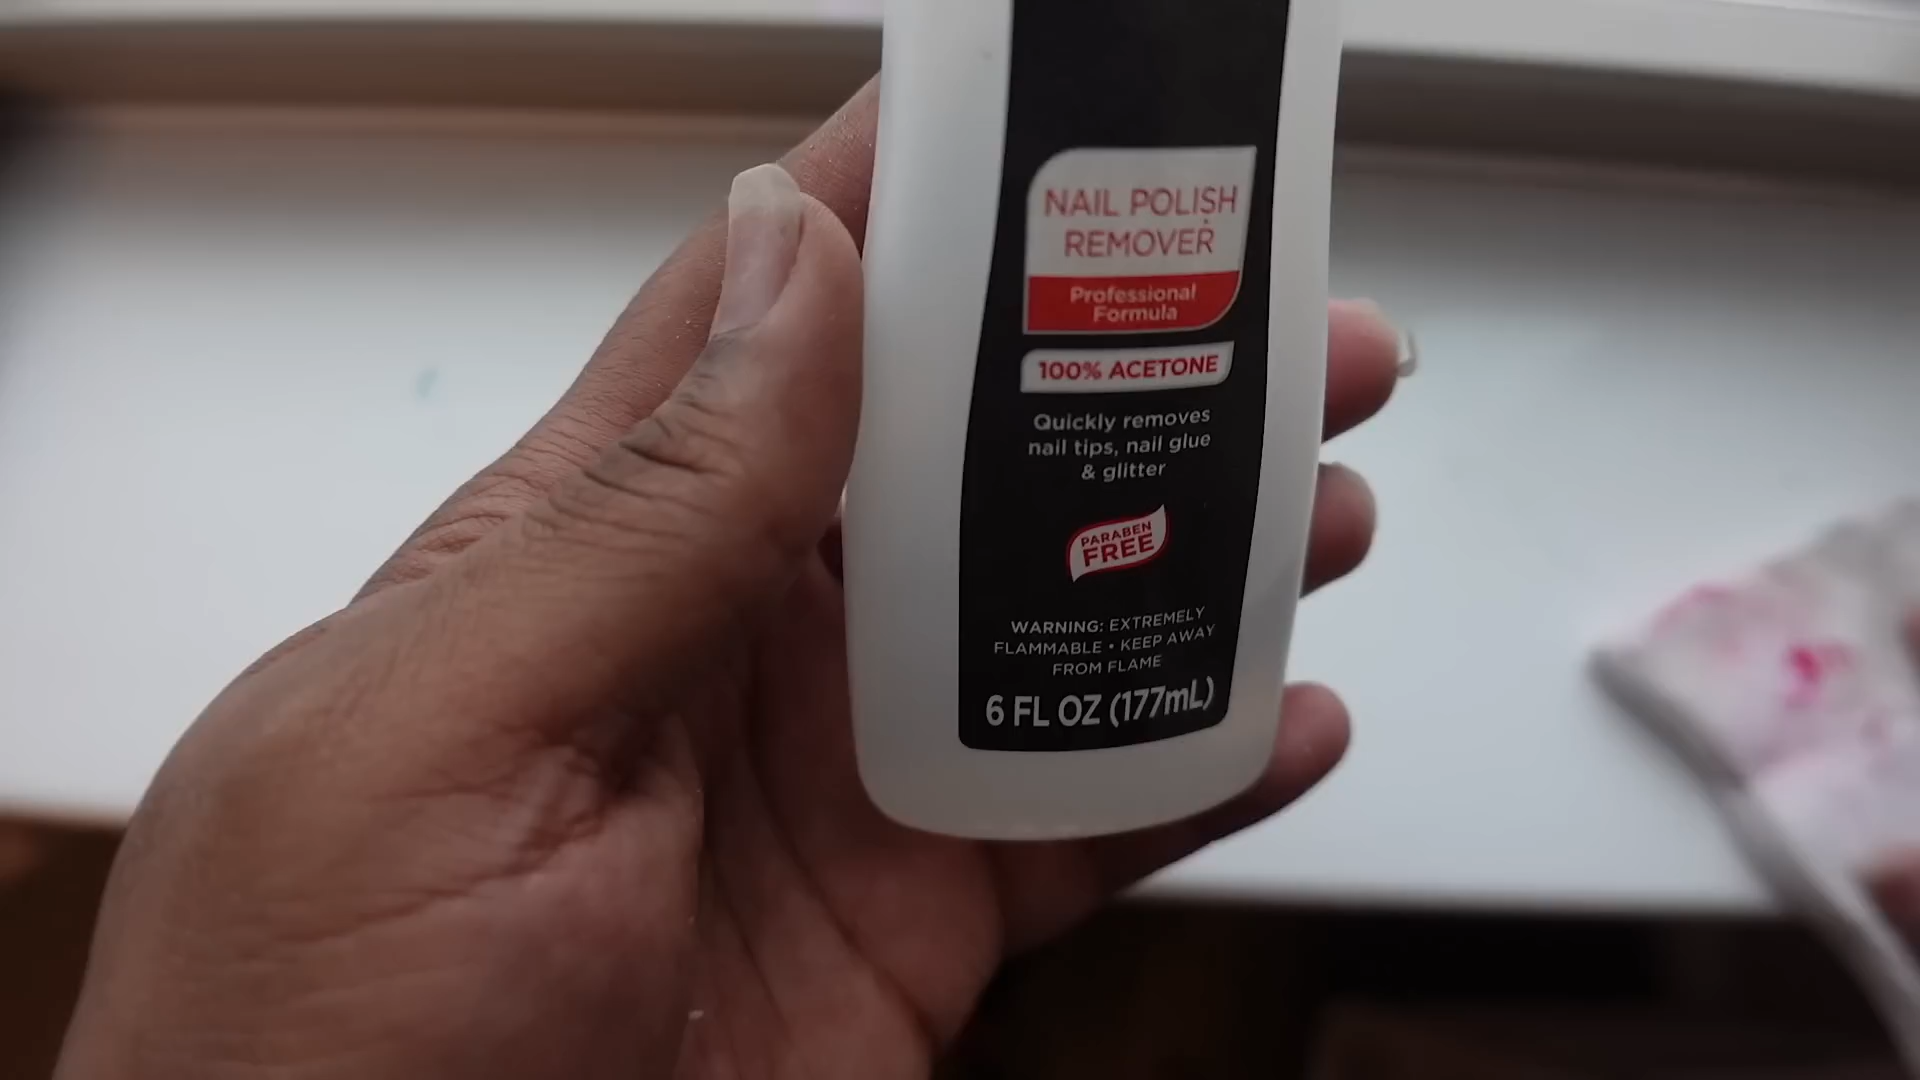 NAIL POLISH
REMOVER
Professional
Formula
100% ACETONE
Quickly removes
nail tips, nail glue
& glitter
PARABEN
FREE
WARNING: EXTREMELY
FLAMMABLE • KEEP AWAY
FROM FLAME
6 FL OZ (177mL)